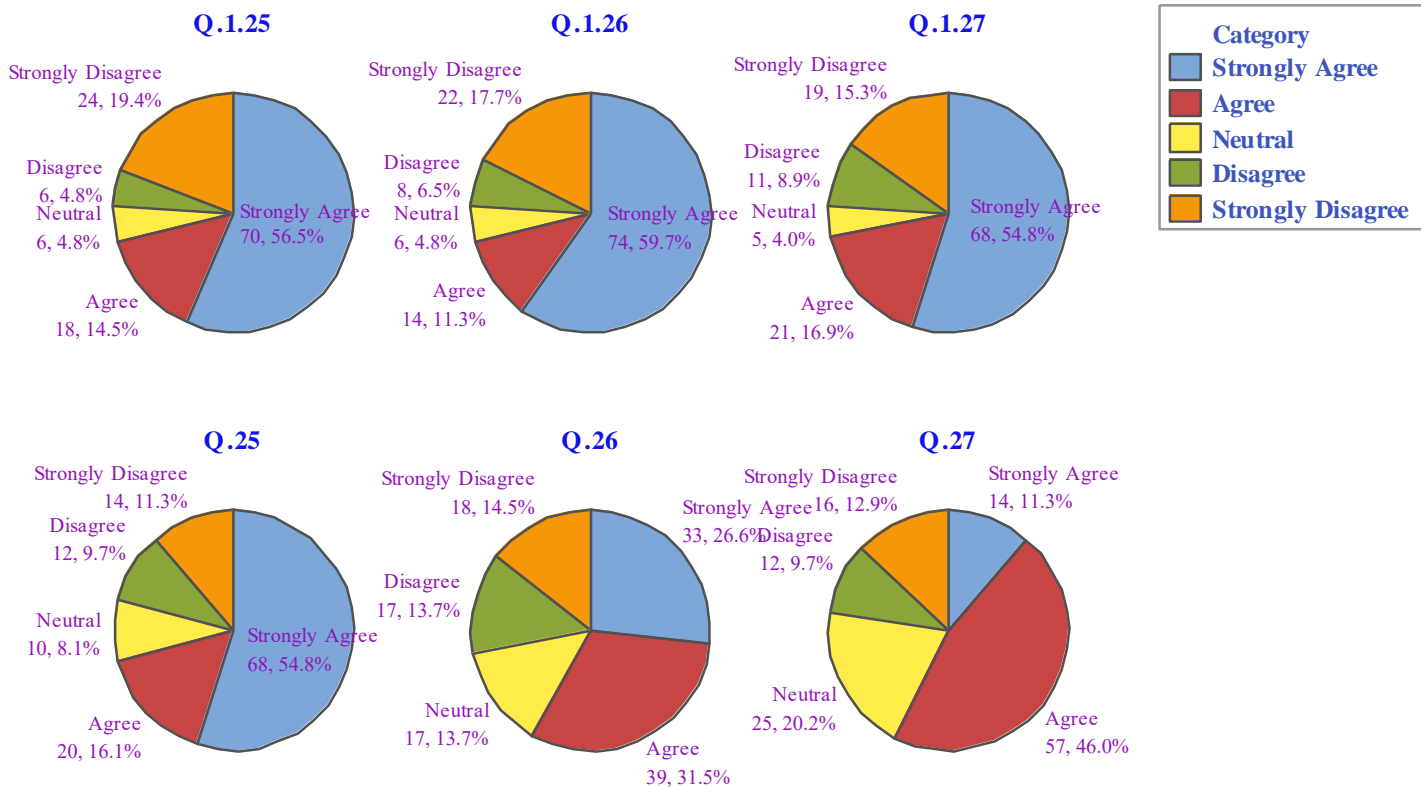 Q.1.25
Strongly Disagree
24, 19.4%
Disagree
6, 4.8%
Neutral
6, 4.8%
Agree
18, 14.5%
Strongly Agree
70, 56.5%
Q.1.26
Strongly Disagree
22, 17.7%
Disagree
8, 6.5%
Neutral
6, 4.8%
Agree
14, 11.3%
Strongly Agree
74, 59.7%
Q.1.27
Strongly Disagree
19, 15.3%
Disagree
11, 8.9%
Neutral
5, 4.0%
Agree
21, 16.9%
Strongly Agree
68, 54.8%
Category
Strongly Agree
Agree
Neutral
Disagree
Strongly Disagree
Q.25
Strongly Disagree
14, 11.3%
Disagree
12, 9.7%
Neutral
10, 8.1%
Agree
20, 16.1%
Strongly Agree
68, 54.8%
Q.26
Strongly Disagree
18, 14.5%
Disagree
17, 13.7%
Neutral
17, 13.7%
Agree
39, 31.5%
Strongly Agree
33, 26.6%
Q.27
Strongly Disagree
16, 12.9%
Disagree
12, 9.7%
Neutral
25, 20.2%
Agree
57, 46.0%
Strongly Agree
14, 11.3%